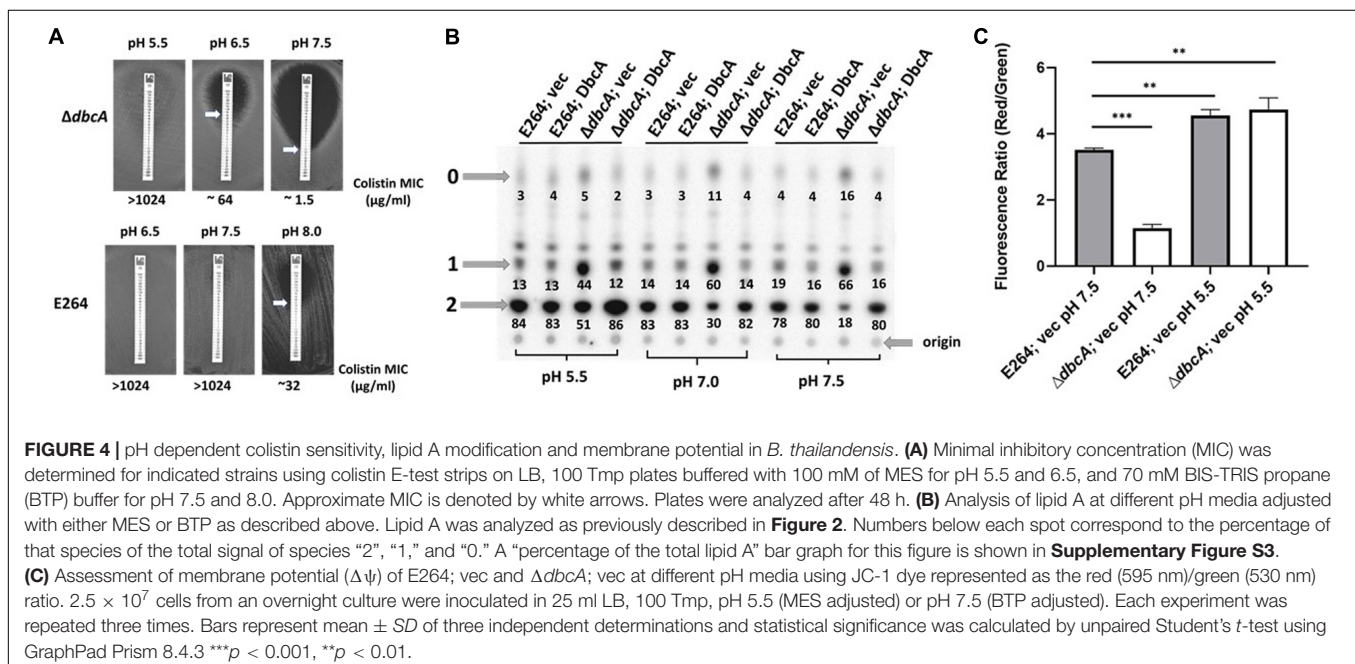 A
pH 5.5 pH 6.5 pH 7.5
ΔdbcA
>1024 ~ 64 ~ 1.5
Colistin MIC
(µg/ml)
pH 6.5 pH 7.5 pH 8.0
E264
>1024 >1024 ~32
Colistin MIC
(µg/ml)
B
E264; vec E264; DbcA ΔdbcA; vec ΔdbcA; DbcA E264; vec E264; DbcA ΔdbcA; vec ΔdbcA; DbcA E264; vec E264; DbcA ΔdbcA; vec ΔdbcA; DbcA
0
3 4 5 2 3 3 11 4 4 4 16 4
1
13 13 44 12 14 14 60 14 19 16 66 16
2
84 83 51 86 83 83 30 82 78 80 18 80
origin
pH 5.5 pH 7.0 pH 7.5
C
Fluorescence Ratio (Red/Green)
6
4
2
0
**
**
***
E264; vec pH 7.5
ΔdbcA; vec pH 7.5
E264; vec pH 5.5
ΔdbcA; vec pH 5.5
FIGURE 4 | pH dependent colistin sensitivity, lipid A modification and membrane potential in B. thailandensis. (A) Minimal inhibitory concentration (MIC) was
determined for indicated strains using colistin E-test strips on LB, 100 Tmp plates buffered with 100 mM of MES for pH 5.5 and 6.5, and 70 mM BIS-TRIS propane
(BTP) buffer for pH 7.5 and 8.0. Approximate MIC is denoted by white arrows. Plates were analyzed after 48 h. (B) Analysis of lipid A at different pH media adjusted
with either MES or BTP as described above. Lipid A was analyzed as previously described in Figure 2. Numbers below each spot correspond to the percentage of
that species of the total signal of species “2”, “1,” and “0.” A “percentage of the total lipid A” bar graph for this figure is shown in Supplementary Figure S3.
(C) Assessment of membrane potential (Δψ) of E264; vec and ΔdbcA; vec at different pH media using JC-1 dye represented as the red (595 nm)/green (530 nm)
ratio. 2.5 × 10⁷ cells from an overnight culture were inoculated in 25 ml LB, 100 Tmp, pH 5.5 (MES adjusted) or pH 7.5 (BTP adjusted). Each experiment was
repeated three times. Bars represent mean ± SD of three independent determinations and statistical significance was calculated by unpaired Student’s t-test using
GraphPad Prism 8.4.3 ***p < 0.001, **p < 0.01.